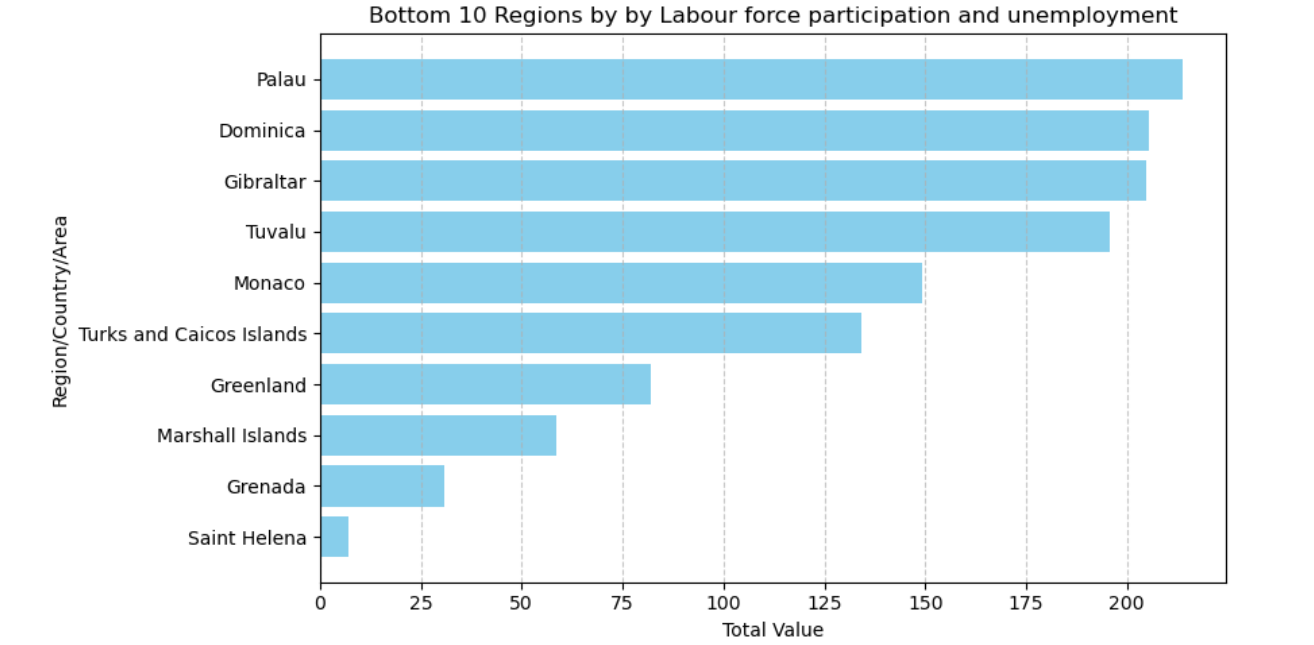 Bottom 10 Regions by by Labour force participation and unemployment
Region/Country/Area
Palau
Dominica
Gibraltar
Tuvalu
Monaco
Turks and Caicos Islands
Greenland
Marshall Islands
Grenada
Saint Helena
0 25 50 75 100 125 150 175 200
Total Value